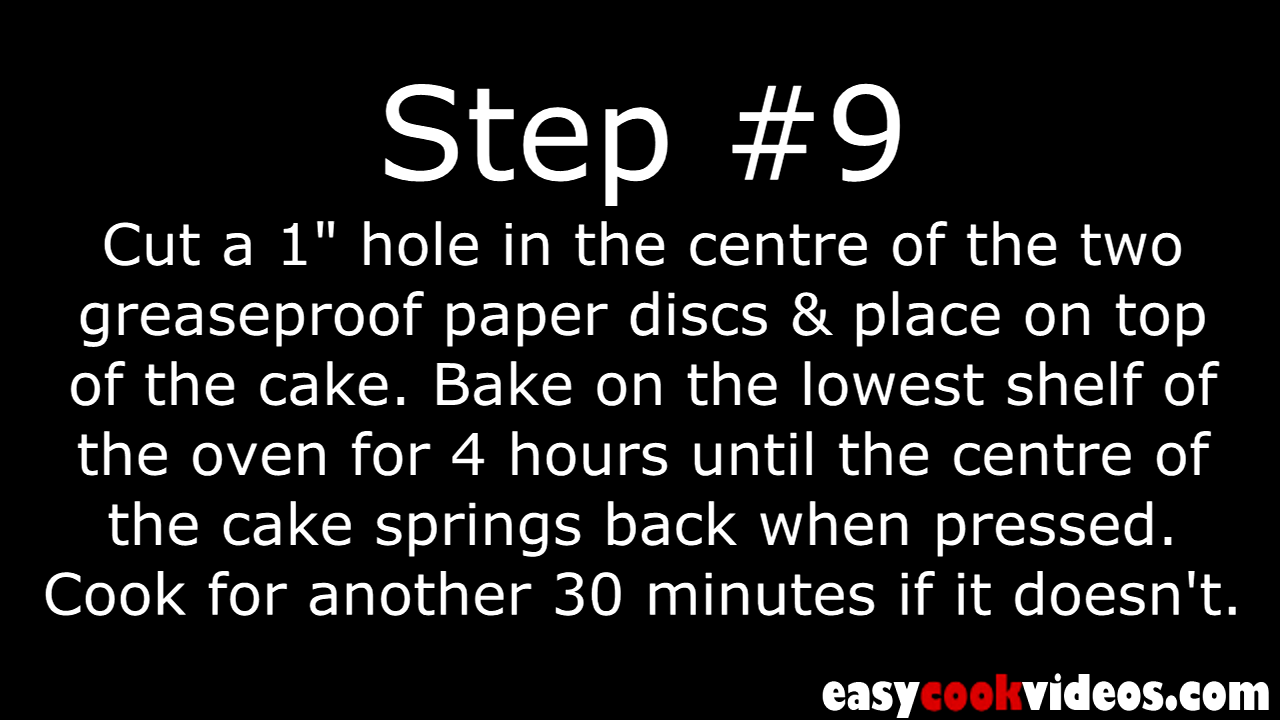 Step #9
Cut a 1" hole in the centre of the two
greaseproof paper discs & place on top
of the cake. Bake on the lowest shelf of
the oven for 4 hours until the centre of
the cake springs back when pressed.
Cook for another 30 minutes if it doesn't.
easycookvideos.com